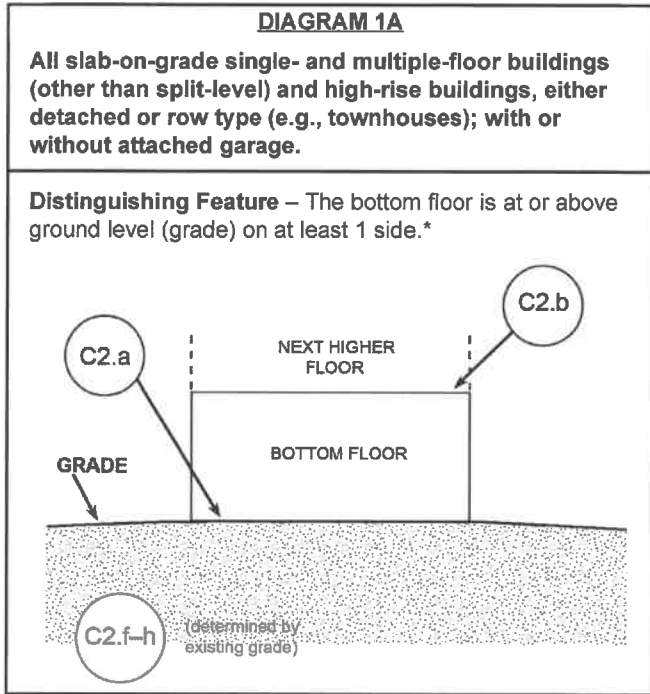 DIAGRAM 1A
All slab-on-grade single- and multiple-floor buildings
(other than split-level) and high-rise buildings, either
detached or row type (e.g., townhouses); with or
without attached garage.
Distinguishing Feature – The bottom floor is at or above
ground level (grade) on at least 1 side.*
C2.b
C2.a
NEXT HIGHER
FLOOR
BOTTOM FLOOR
GRADE
C2.f–h
(determined by
existing grade)